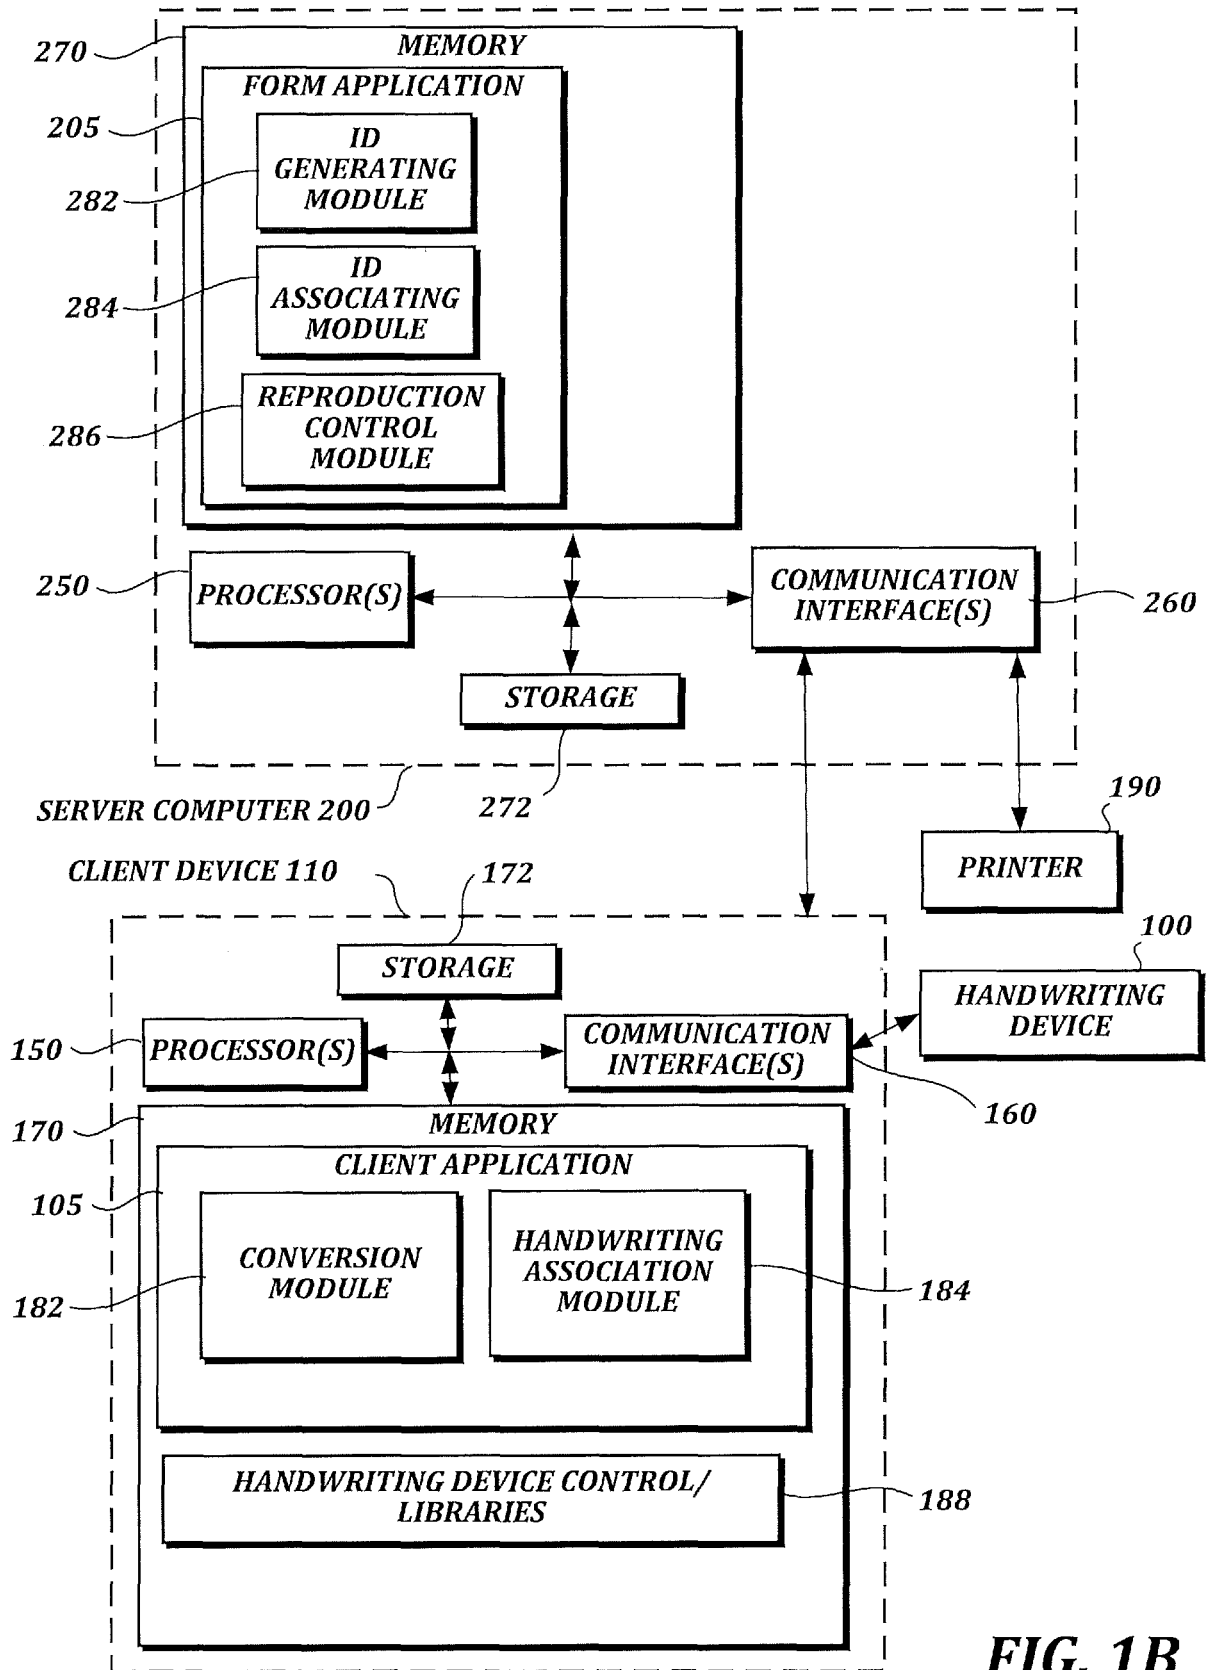 270
MEMORY
FORM APPLICATION
205
ID
GENERATING
MODULE
282
ID
ASSOCIATING
MODULE
284
REPRODUCTION
CONTROL
MODULE
286
250
PROCESSOR(S)
COMMUNICATION
INTERFACE(S)
260
STORAGE
272
SERVER COMPUTER 200
190
PRINTER
CLIENT DEVICE 110
172
STORAGE
100
HANDWRITING
DEVICE
150
PROCESSOR(S)
COMMUNICATION
INTERFACE(S)
160
170
MEMORY
CLIENT APPLICATION
105
CONVERSION
MODULE
182
HANDWRITING
ASSOCIATION
MODULE
184
HANDWRITING DEVICE CONTROL/
LIBRARIES
188
FIG. 1B